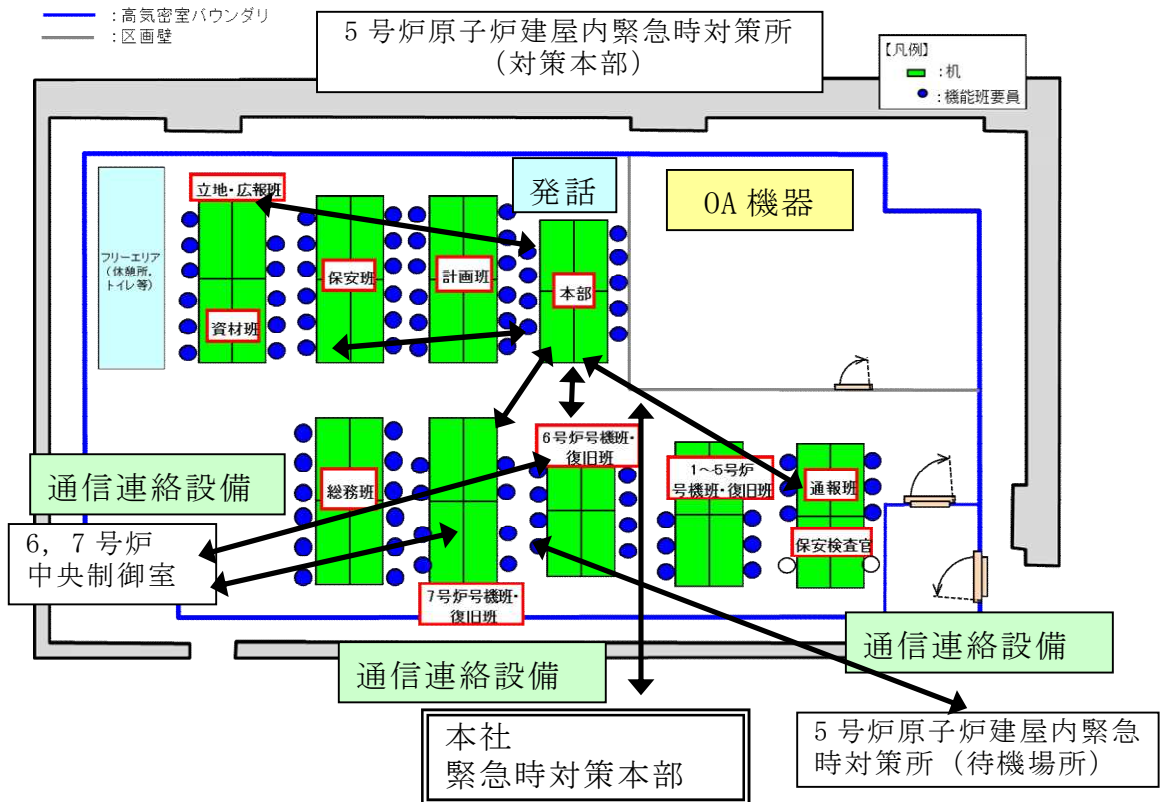 ：高気密室バウンダリ
：区画壁
５号炉原子炉建屋内緊急時対策所
（対策本部）
【凡例】
：机
：機能班要員
フリーエリア
（休憩所，
トイレ等）
立地・広報班
資材班
保安班
計画班
発話
本部
OA 機器
通信連絡設備
６，７号炉
中央制御室
総務班
7号炉号機班・
復旧班
6号炉号機班・
復旧班
1～5号炉
号機班・復旧班
通報班
保安検査官
通信連絡設備
通信連絡設備
本社
緊急時対策本部
５号炉原子炉建屋内緊急
時対策所（待機場所）